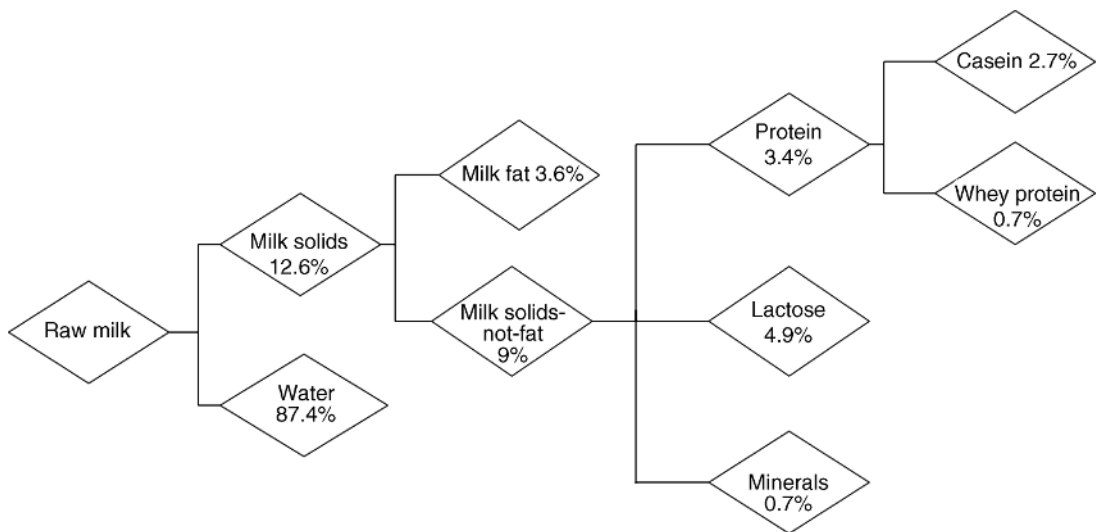 Casein 2.7%
Protein
3.4%
Milk fat 3.6%
Whey protein
0.7%
Milk solids
12.6%
Raw milk
Milk solids-
not-fat
9%
Lactose
4.9%
Water
87.4%
Minerals
0.7%